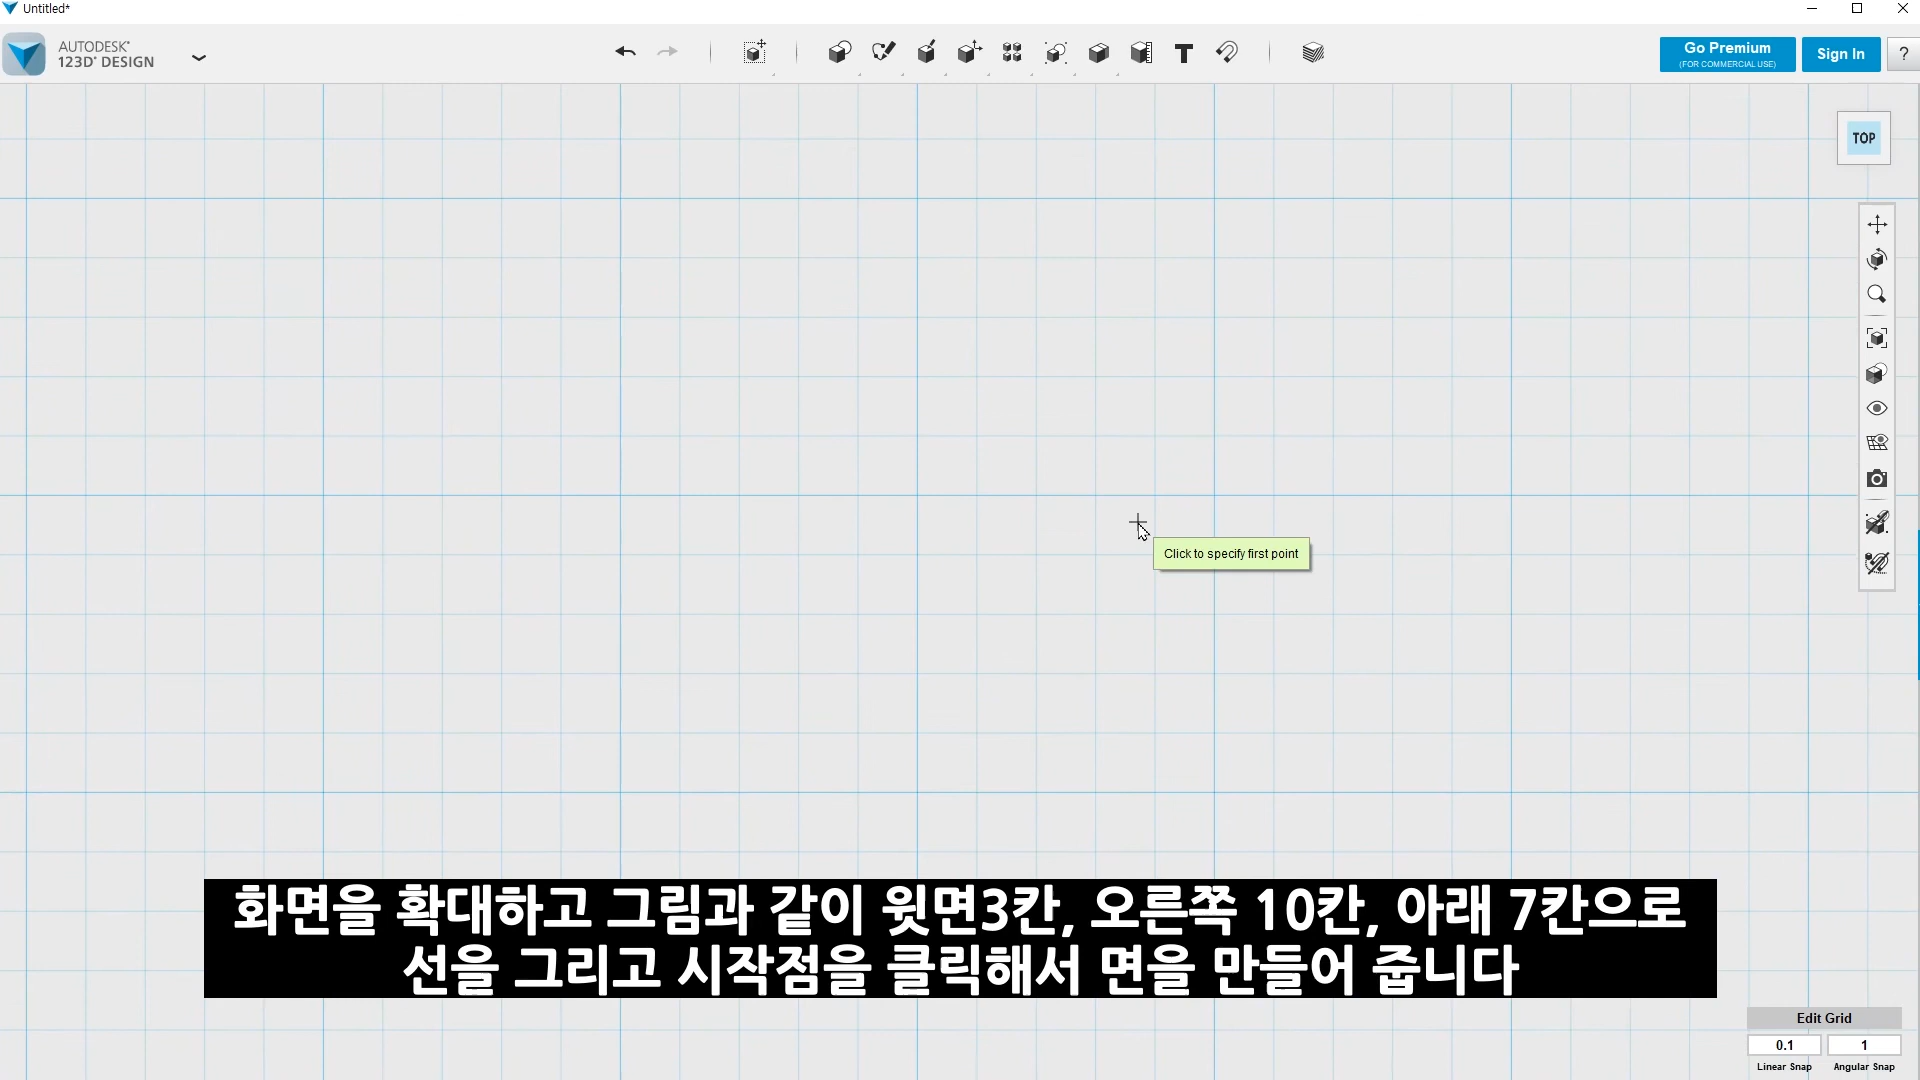 Untitled*
AUTODESK®
123D® DESIGN
Go Premium
(FOR COMMERCIAL USE)
Sign In
?
TOP
Click to specify first point
화면을 확대하고 그림과 같이 윗면3칸, 오른쪽 10칸, 아래 7칸으로
선을 그리고 시작점을 클릭해서 면을 만들어 줍니다
Edit Grid
0.1 1
Linear Snap Angular Snap